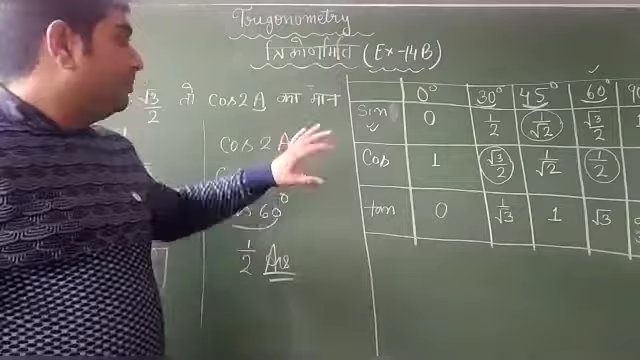 Trigonometry
त्रिकोणमिति (Ex-14B)
√3/2 तो cos2A का मान
cos 2A
cos 60°
1/2 Ans
0° 30° 45° 60° 90
Sin 0 1/2 1/√2 √3/2 1
Cos 1 √3/2 1/√2 1/2
tan 0 1/√3 1 √3